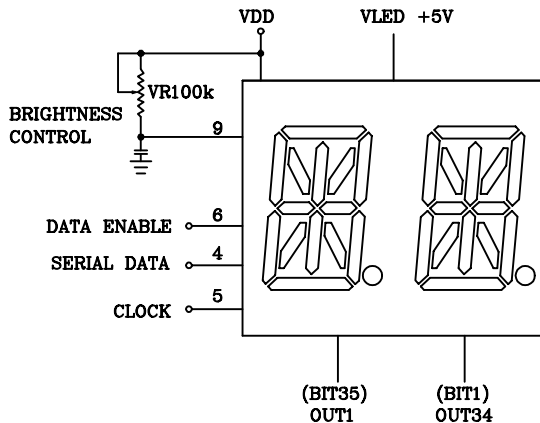 VDD
VLED +5V
VR100k
BRIGHTNESS
CONTROL
9
DATA ENABLE
6
SERIAL DATA
4
CLOCK
5
(BIT35)
OUT1
(BIT1)
OUT34